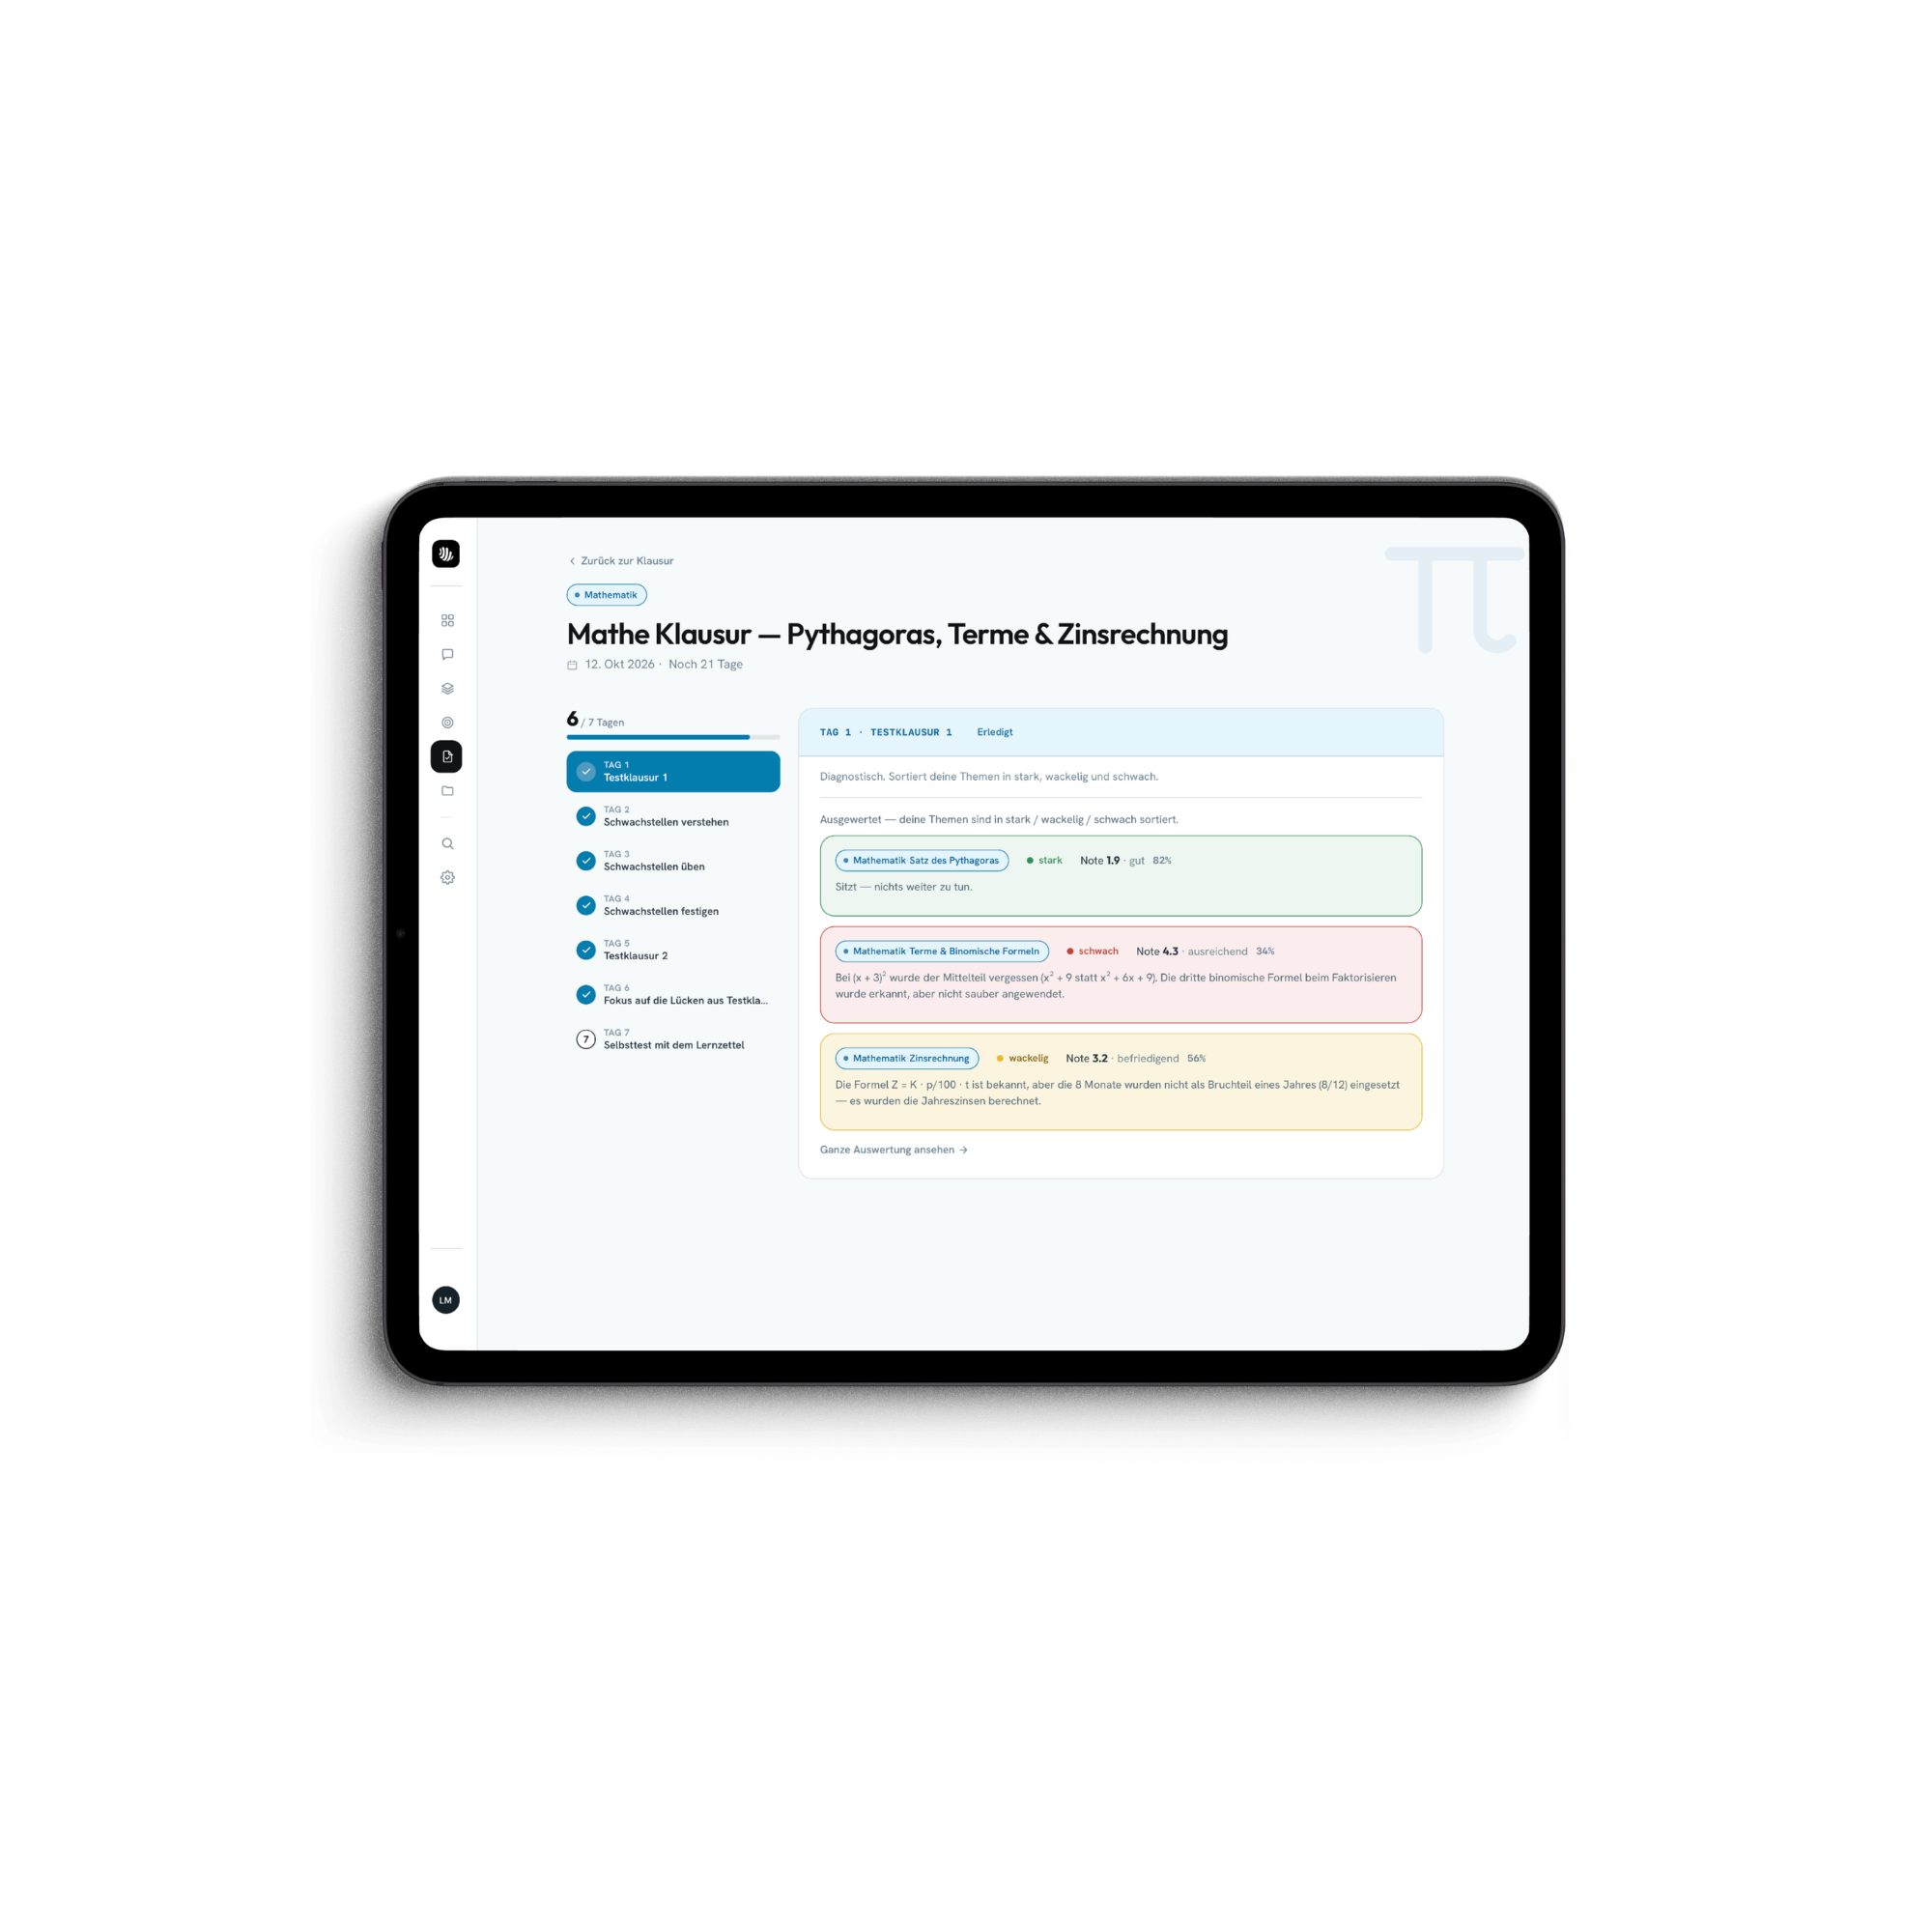 Zurück zur Klausur
Mathematik
Mathe Klausur — Pythagoras, Terme & Zinsrechnung
12. Okt 2026 · Noch 21 Tage
6 / 7 Tagen
TAG 1
Testklausur 1
TAG 2
Schwachstellen verstehen
TAG 3
Schwachstellen üben
TAG 4
Schwachstellen festigen
TAG 5
Testklausur 2
TAG 6
Fokus auf die Lücken aus Testkla...
7
TAG 7
Selbsttest mit dem Lernzettel
TAG 1 · TESTKLAUSUR 1 Erledigt
Diagnostisch. Sortiert deine Themen in stark, wackelig und schwach.
Ausgewertet — deine Themen sind in stark / wackelig / schwach sortiert.
Mathematik·Satz des Pythagoras stark Note 1.9 · gut 82%
Sitzt — nichts weiter zu tun.
Mathematik·Terme & Binomische Formeln schwach Note 4.3 · ausreichend 34%
Bei (x + 3)² wurde der Mittelteil vergessen (x² + 9 statt x² + 6x + 9). Die dritte binomische Formel beim Faktorisieren
wurde erkannt, aber nicht sauber angewendet.
Mathematik·Zinsrechnung wackelig Note 3.2 · befriedigend 56%
Die Formel Z = K · p/100 · t ist bekannt, aber die 8 Monate wurden nicht als Bruchteil eines Jahres (8/12) eingesetzt
— es wurden die Jahreszinsen berechnet.
Ganze Auswertung ansehen →
LM
π